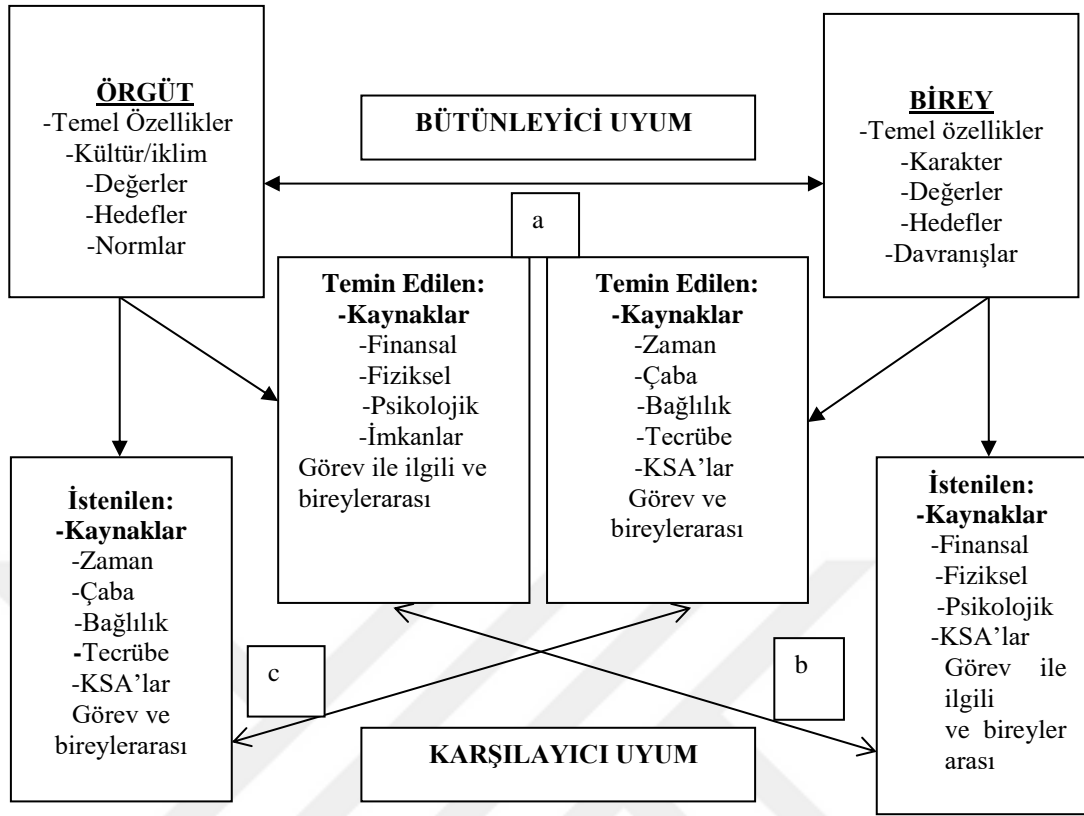 ÖRGÜT
-Temel Özellikler
-Kültür/iklim
-Değerler
-Hedefler
-Normlar
BÜTÜNLEYİCİ UYUM
BİREY
-Temel özellikler
-Karakter
-Değerler
-Hedefler
-Davranışlar
a
Temin Edilen:
-Kaynaklar
-Finansal
-Fiziksel
-Psikolojik
-İmkanlar
Görev ile ilgili ve
bireylerarası
Temin Edilen:
-Kaynaklar
-Zaman
-Çaba
-Bağlılık
-Tecrübe
-KSA’lar
Görev ve
bireylerarası
İstenilen:
-Kaynaklar
-Zaman
-Çaba
-Bağlılık
-Tecrübe
-KSA’lar
Görev ve
bireylerarası
c
b
İstenilen:
-Kaynaklar
-Finansal
-Fiziksel
-Psikolojik
-KSA’lar
Görev ile
ilgili
ve bireyler
arası
KARŞILAYICI UYUM